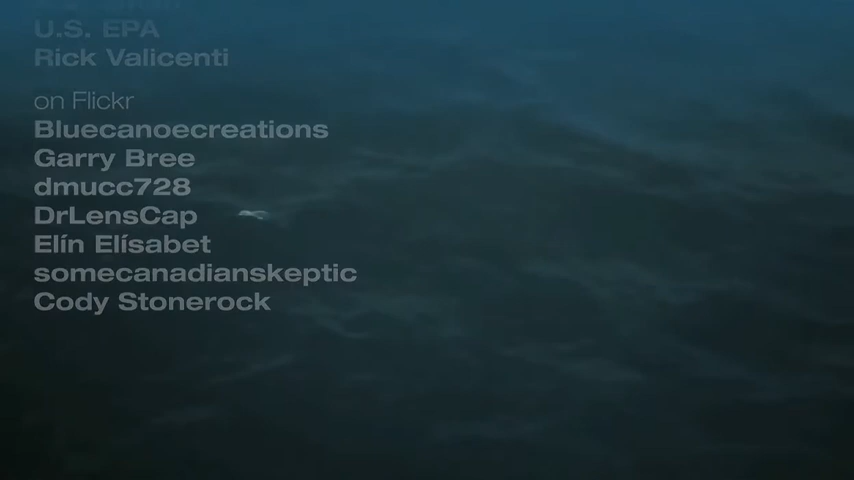 U.S. EPA
Rick Valicenti
on Flickr
Bluecanoecreations
Garry Bree
dmucc728
DrLensCap
Elín Elísabet
somecanadianskeptic
Cody Stonerock